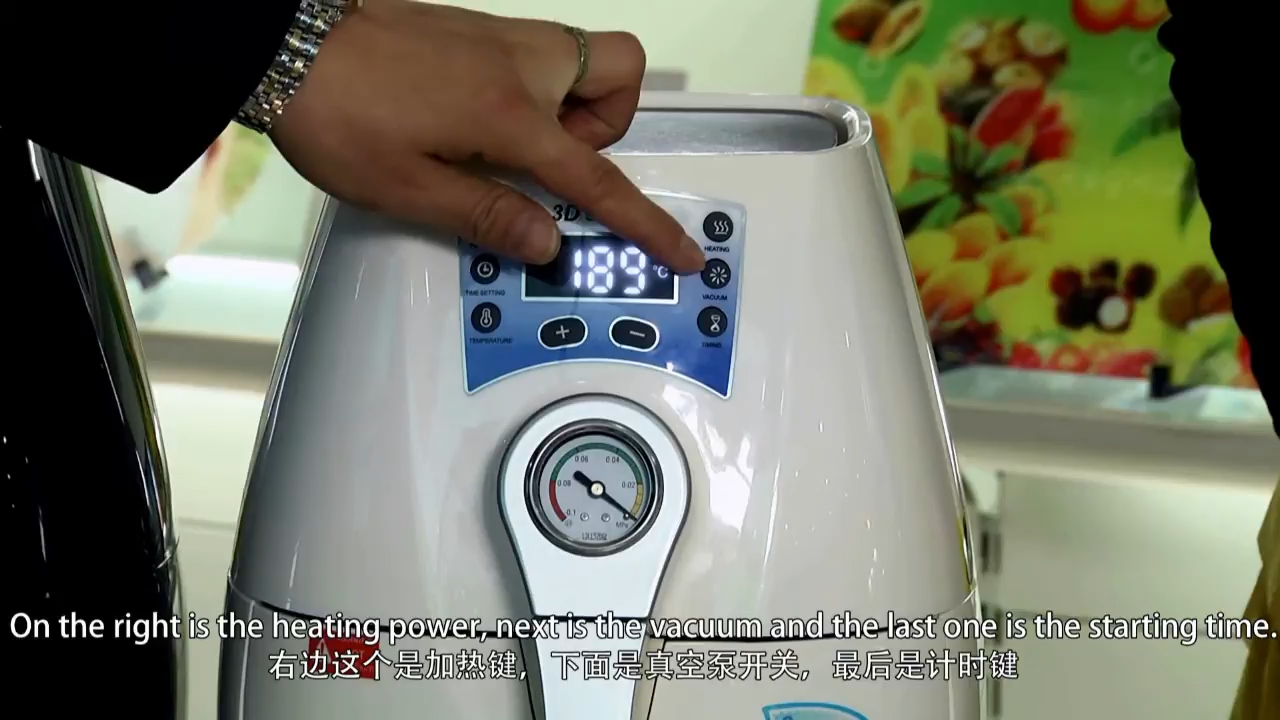 3D
189 °C
HEATING
TIME SETTING
VACUUM
TEMPERATURE
TIMING
+
−
0.06 0.04
0.08 0.02
0.1 MPa
On the right is the heating power, next is the vacuum and the last one is the starting time.
右边这个是加热键，下面是真空泵开关，最后是计时键